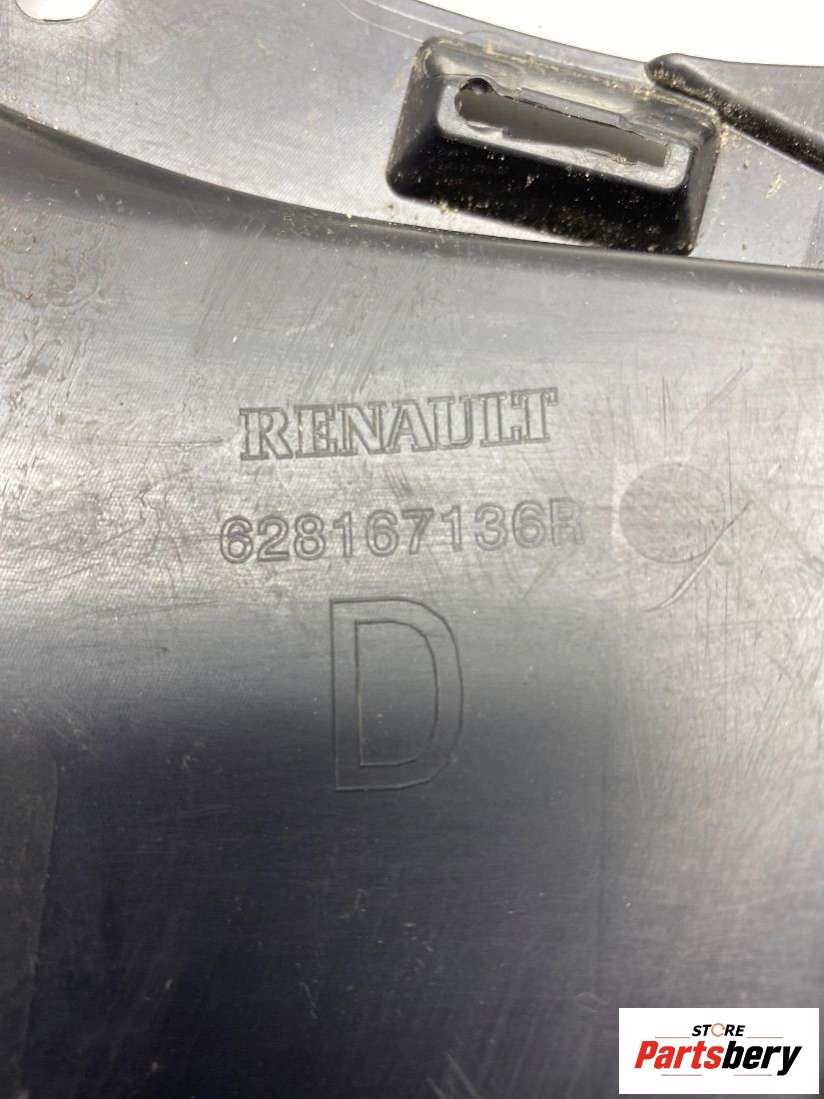 RENAULT
628167136R
D
STORE
Partsbery